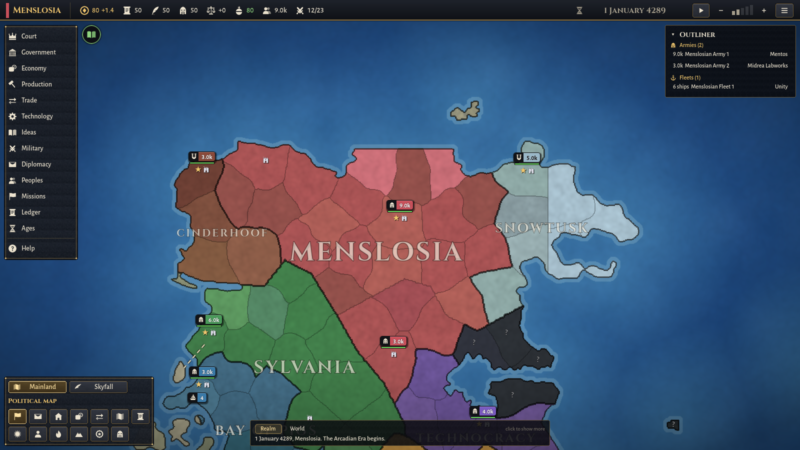 MENSLOSIA
80 +1.4
50
50
50
+0
80
9.0k
12/23
1 JANUARY 4289
Court
Government
Economy
Production
Trade
Technology
Ideas
Military
Diplomacy
Peoples
Missions
Ledger
Ages
Help
OUTLINER
Armies (2)
9.0k Menslosian Army 1 Mentos
3.0k Menslosian Army 2 Midrea Labworks
Fleets (1)
6 ships Menslosian Fleet 1 Unity
3.0k
5.0k
9.0k
CINDERHOOF
MENSLOSIA
SNOWTUSK
6.0k
3.0k
SYLVANIA
3.0k
4
4.0k
BAY
TECHNOCRACY
?
?
?
?
Mainland
Skyfall
POLITICAL MAP
Realm World click to show more
1 January 4289, Menslosia. The Arcadian Era begins.